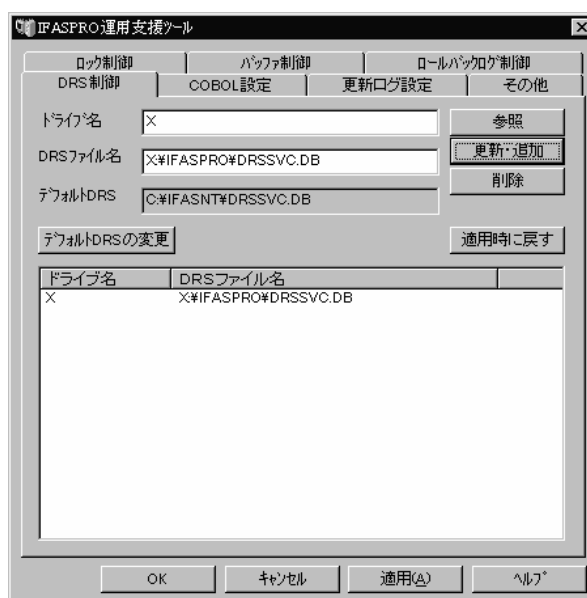 IFASPRO運用支援ツール
ロック制御 バッファ制御 ロールバックログ制御
DRS制御 COBOL設定 更新ログ設定 その他
ドライブ名 X 参照
DRSファイル名 X:¥IFASPRO¥DRSSVC.DB 更新・追加
削除
デフォルトDRS C:¥IFASNT¥DRSSVC.DB
デフォルトDRSの変更 適用時に戻す
ドライブ名 DRSファイル名
X X:¥IFASPRO¥DRSSVC.DB
OK キャンセル 適用(A) ヘルプ